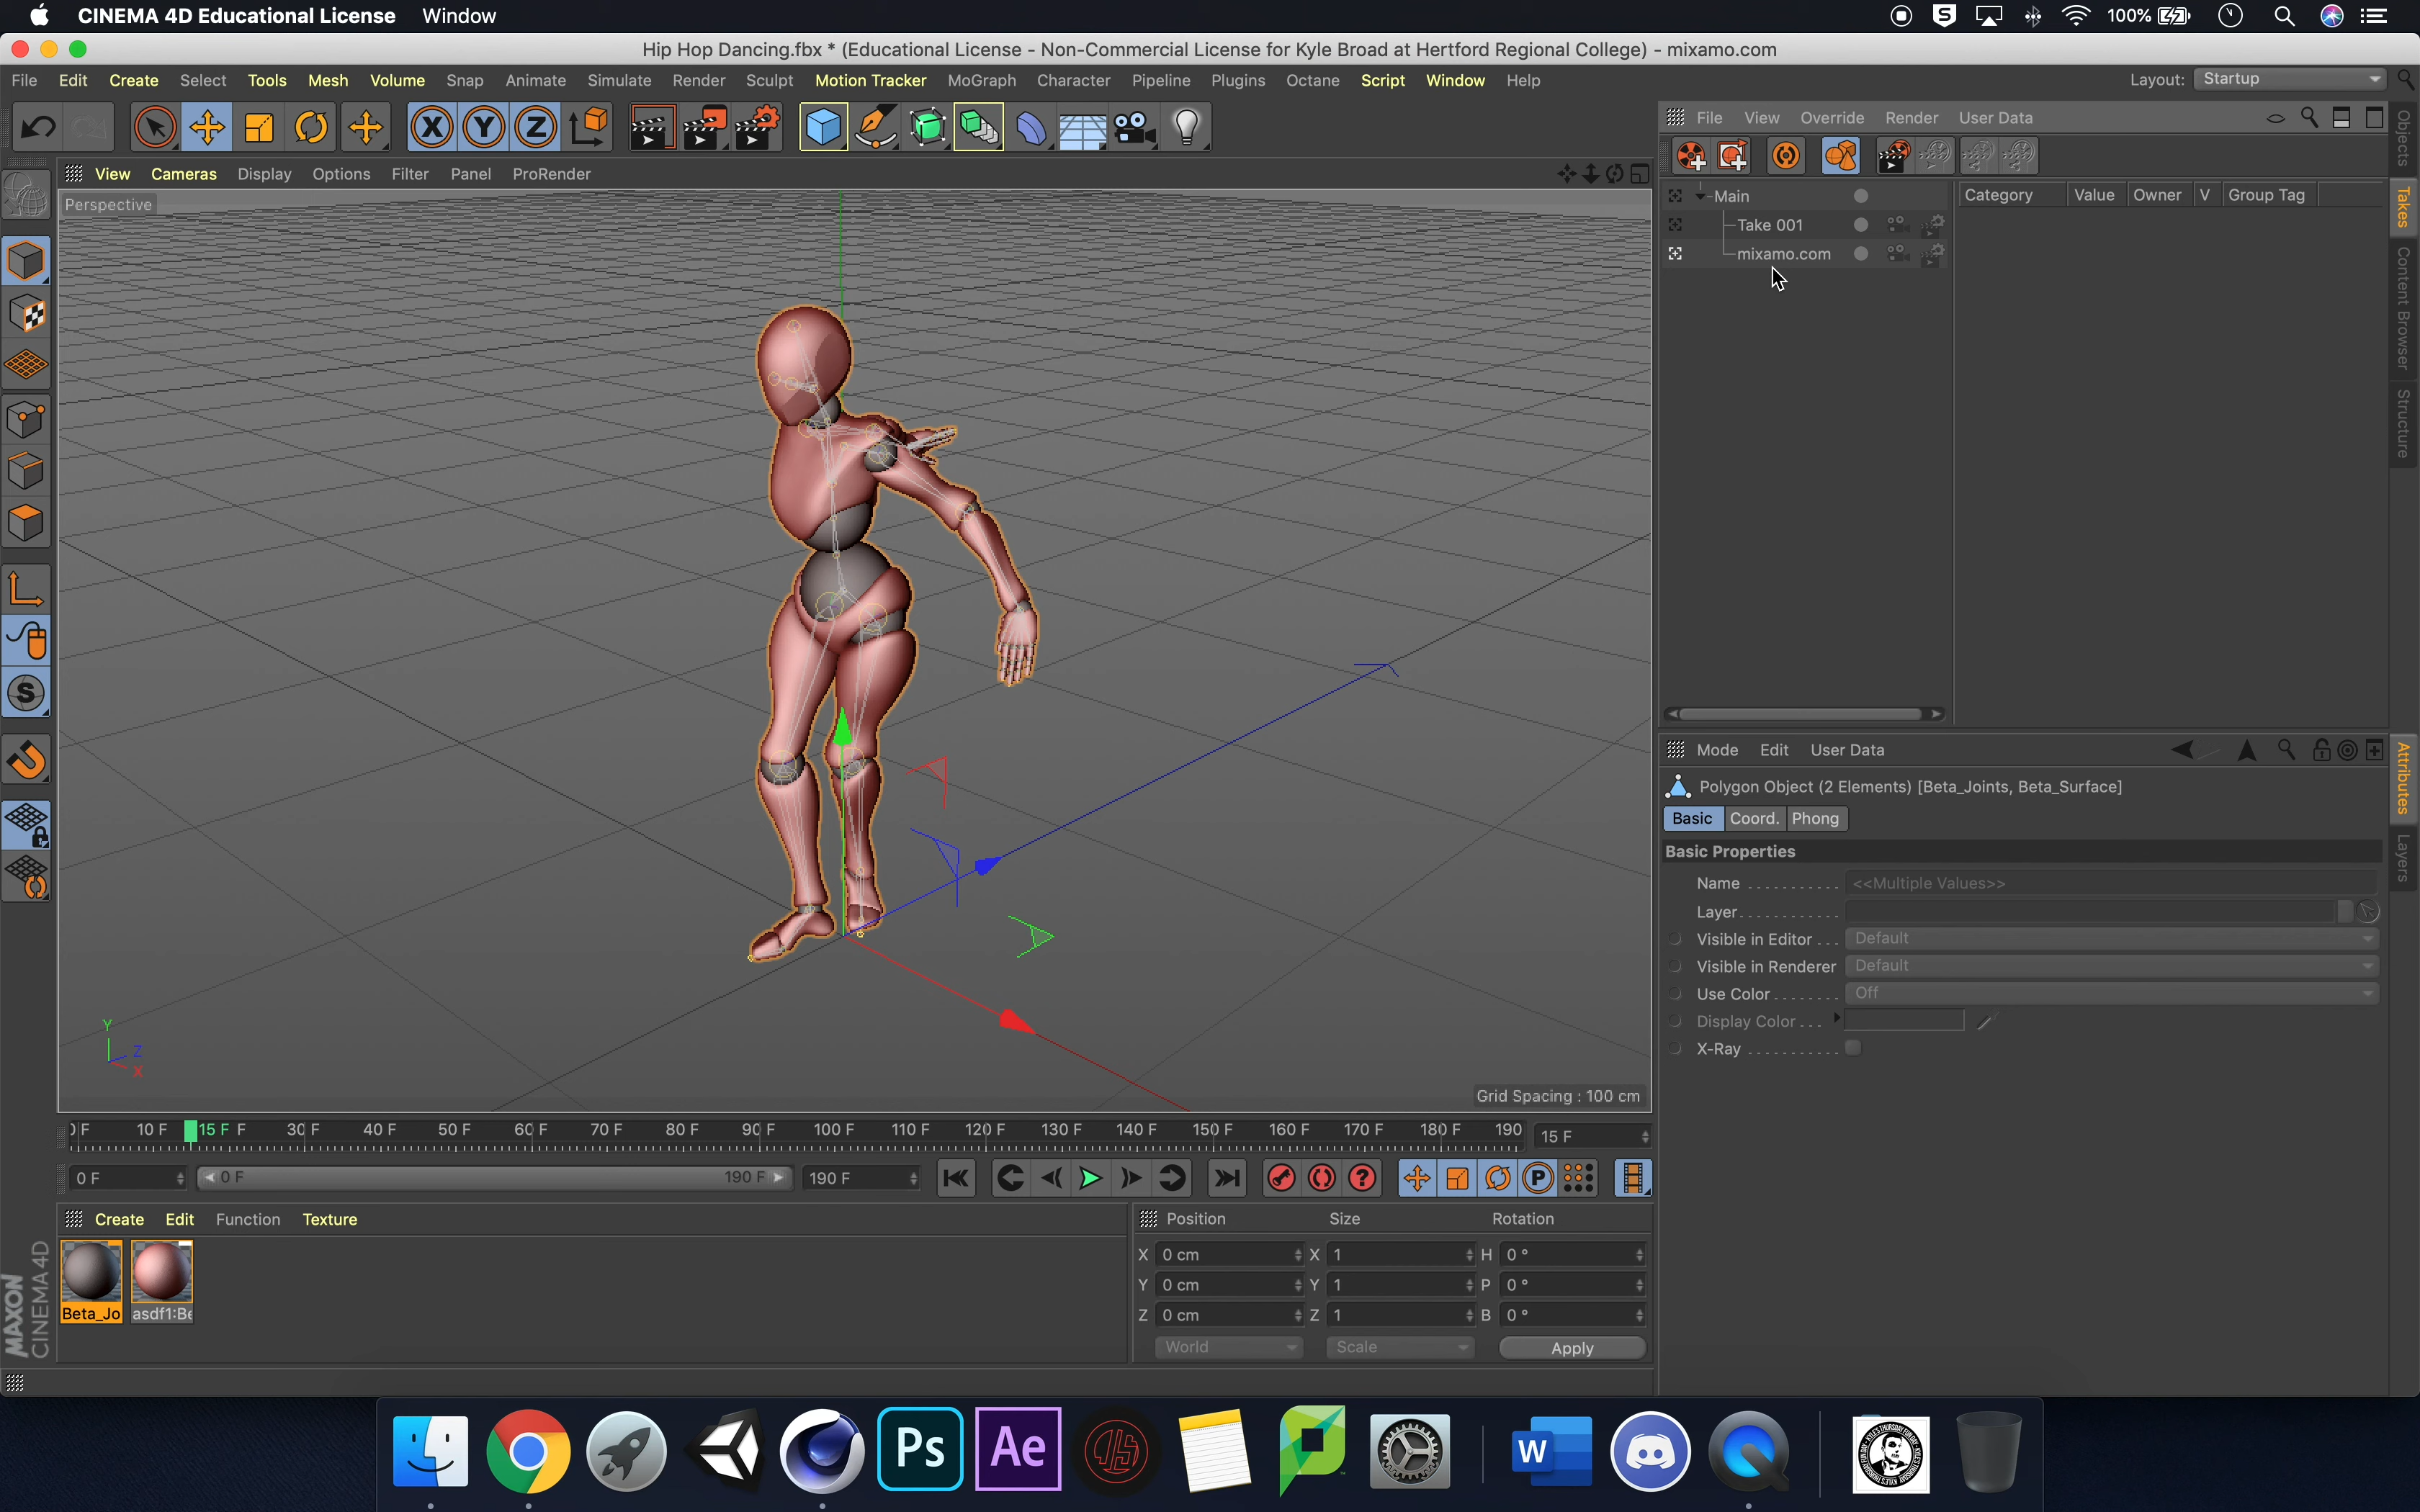 CINEMA 4D Educational License Window 100%
Hip Hop Dancing.fbx * (Educational License - Non-Commercial License for Kyle Broad at Hertford Regional College) - mixamo.com
File Edit Create Select Tools Mesh Volume Snap Animate Simulate Render Sculpt Motion Tracker MoGraph Character Pipeline Plugins Octane Script Window Help Layout: Startup
X Y Z
File View Override Render User Data
View Cameras Display Options Filter Panel ProRender
Perspective
Main
Take 001
mixamo.com
Category Value Owner V Group Tag
Objects
Takes
Content Browser
Structure
Mode Edit User Data
Polygon Object (2 Elements) [Beta_Joints, Beta_Surface]
Basic Coord. Phong
Basic Properties
Name <<Multiple Values>>
Layer
Visible in Editor Default
Visible in Renderer Default
Use Color Off
Display Color
X-Ray
Attributes
Layers
Y
Z
X
Grid Spacing : 100 cm
10 F 15 F F 30 F 40 F 50 F 60 F 70 F 80 F 90 F 100 F 110 F 120 F 130 F 140 F 150 F 160 F 170 F 180 F 190 15 F
0 F 0 F 190 F 190 F P
Create Edit Function Texture
Beta_Jo asdf1:Be
Position Size Rotation
X 0 cm X 1 H 0 °
Y 0 cm Y 1 P 0 °
Z 0 cm Z 1 B 0 °
World Scale Apply
MAXON
CINEMA 4D
Ps Ae W